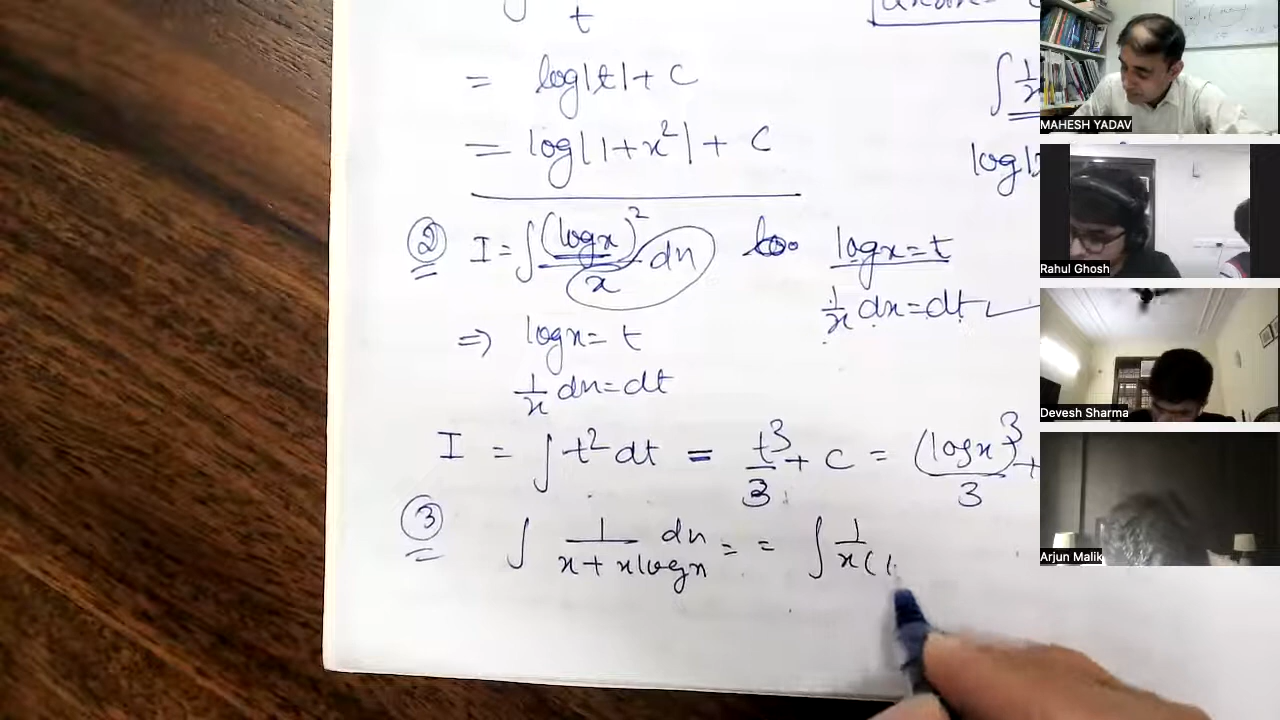 t
= log|t| + C
∫ 1/x
= log|1+x²| + C
log|
② I = ∫ (logx)²/x dx
logx = t
1/x dx = dt
⇒ logx = t
1/x dx = dt
I = ∫ t² dt = t³/3 + C = (logx)³/3 +
③ ∫ 1/(x + xlogx) dx = = ∫ 1/x(1
MAHESH YADAV
Rahul Ghosh
Devesh Sharma
Arjun Malik